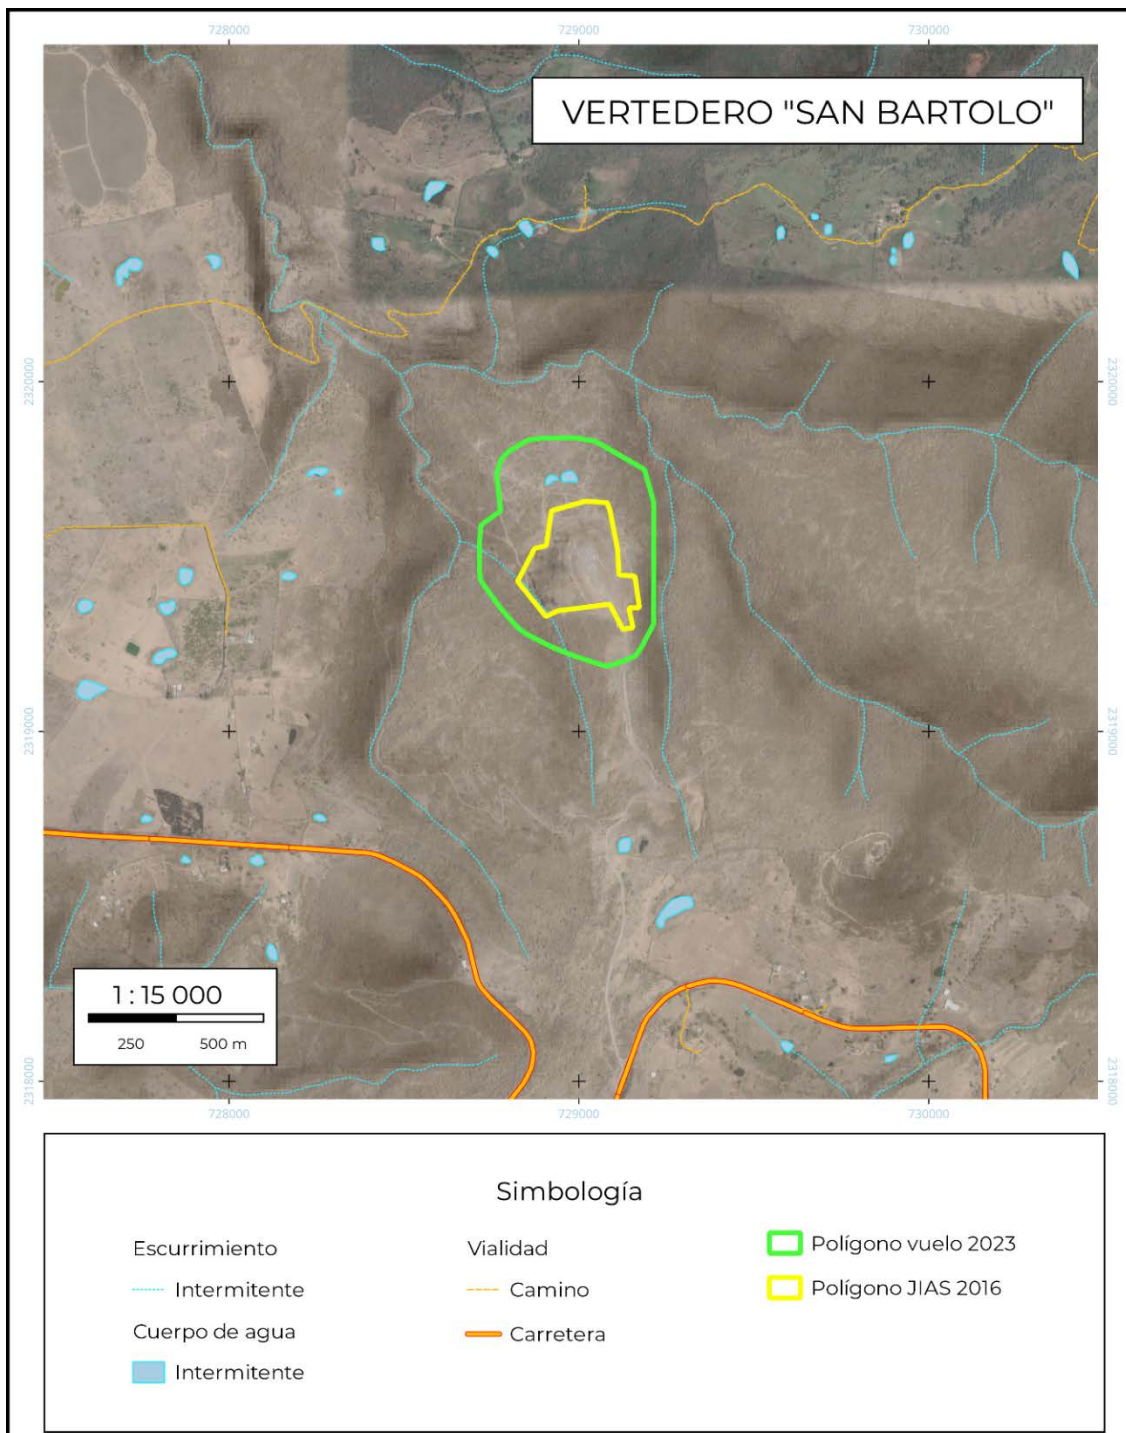 728000
729000
730000
VERTEDERO "SAN BARTOLO"
2320000
2320000
2319000
2319000
1 : 15 000
250
500 m
2318000
2318000
728000
729000
730000
Simbología
Escurrimiento
Intermitente
Cuerpo de agua
Intermitente
Vialidad
Camino
Carretera
Polígono vuelo 2023
Polígono JIAS 2016